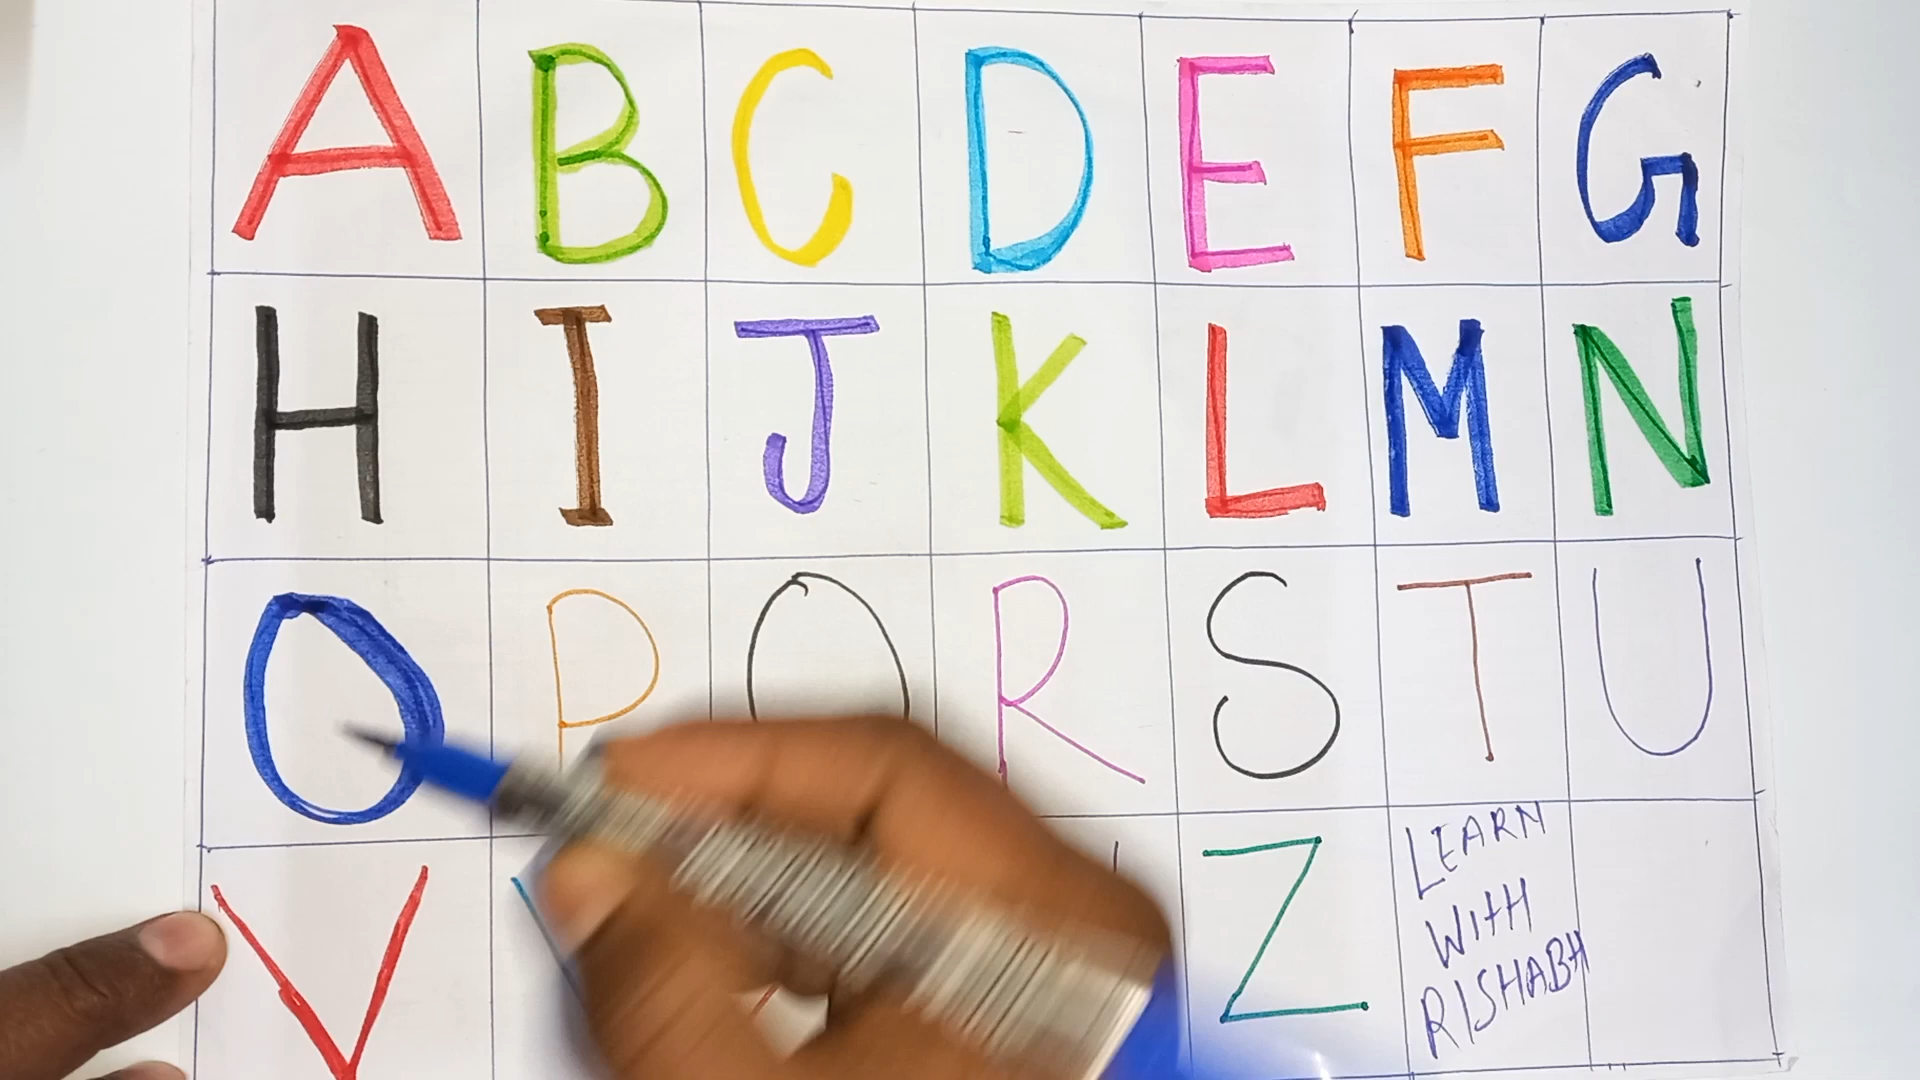 A B C D E F G
H I J K L M N
O P R S T U
V Z
LEARN
WITH
RISHABH